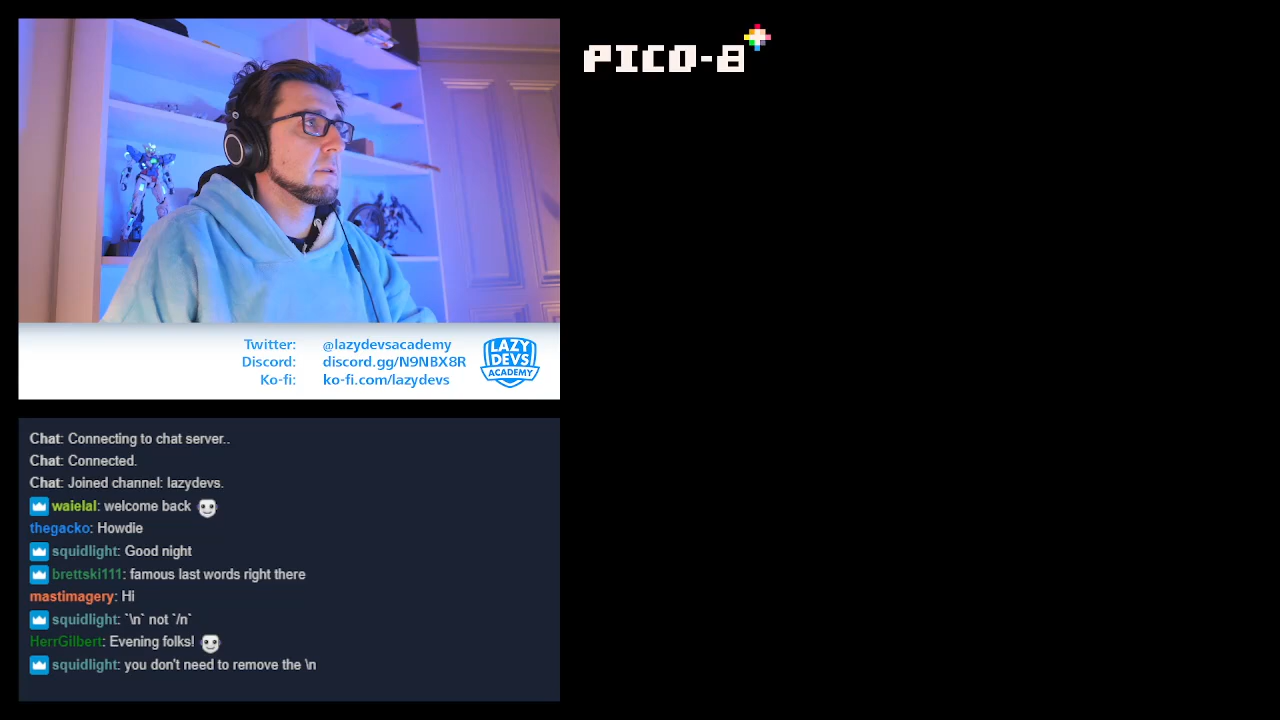 PICO-8
Twitter: @lazydevsacademy
Discord: discord.gg/N9NBX8R
Ko-fi: ko-fi.com/lazydevs
LAZY
DEVS
ACADEMY
Chat: Connecting to chat server..
Chat: Connected.
Chat: Joined channel: lazydevs.
waielal: welcome back
thegacko: Howdie
squidlight: Good night
brettski111: famous last words right there
mastimagery: Hi
squidlight: `\n` not `/n`
HerrGilbert: Evening folks!
squidlight: you don't need to remove the \n